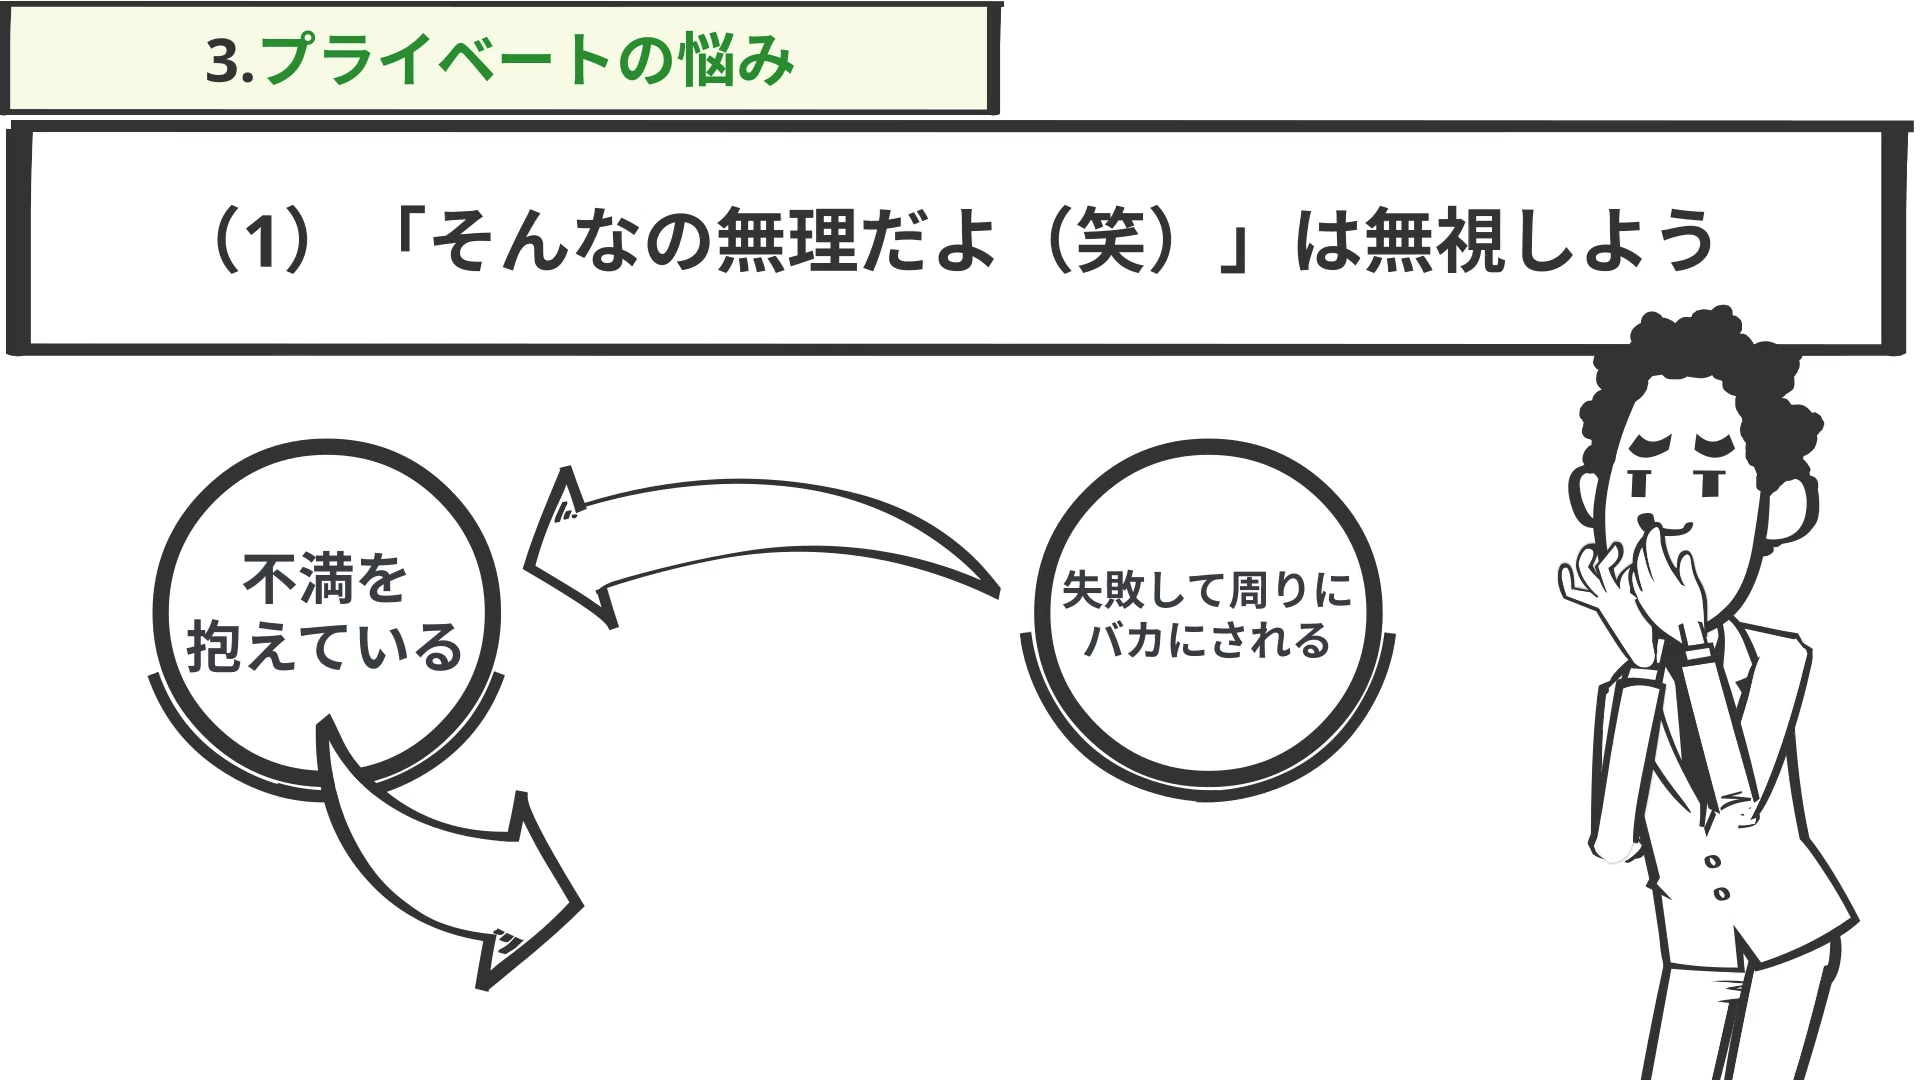 3.プライベートの悩み
（1）「そんなの無理だよ（笑）」は無視しよう
不満を
抱えている
失敗して周りに
バカにされる